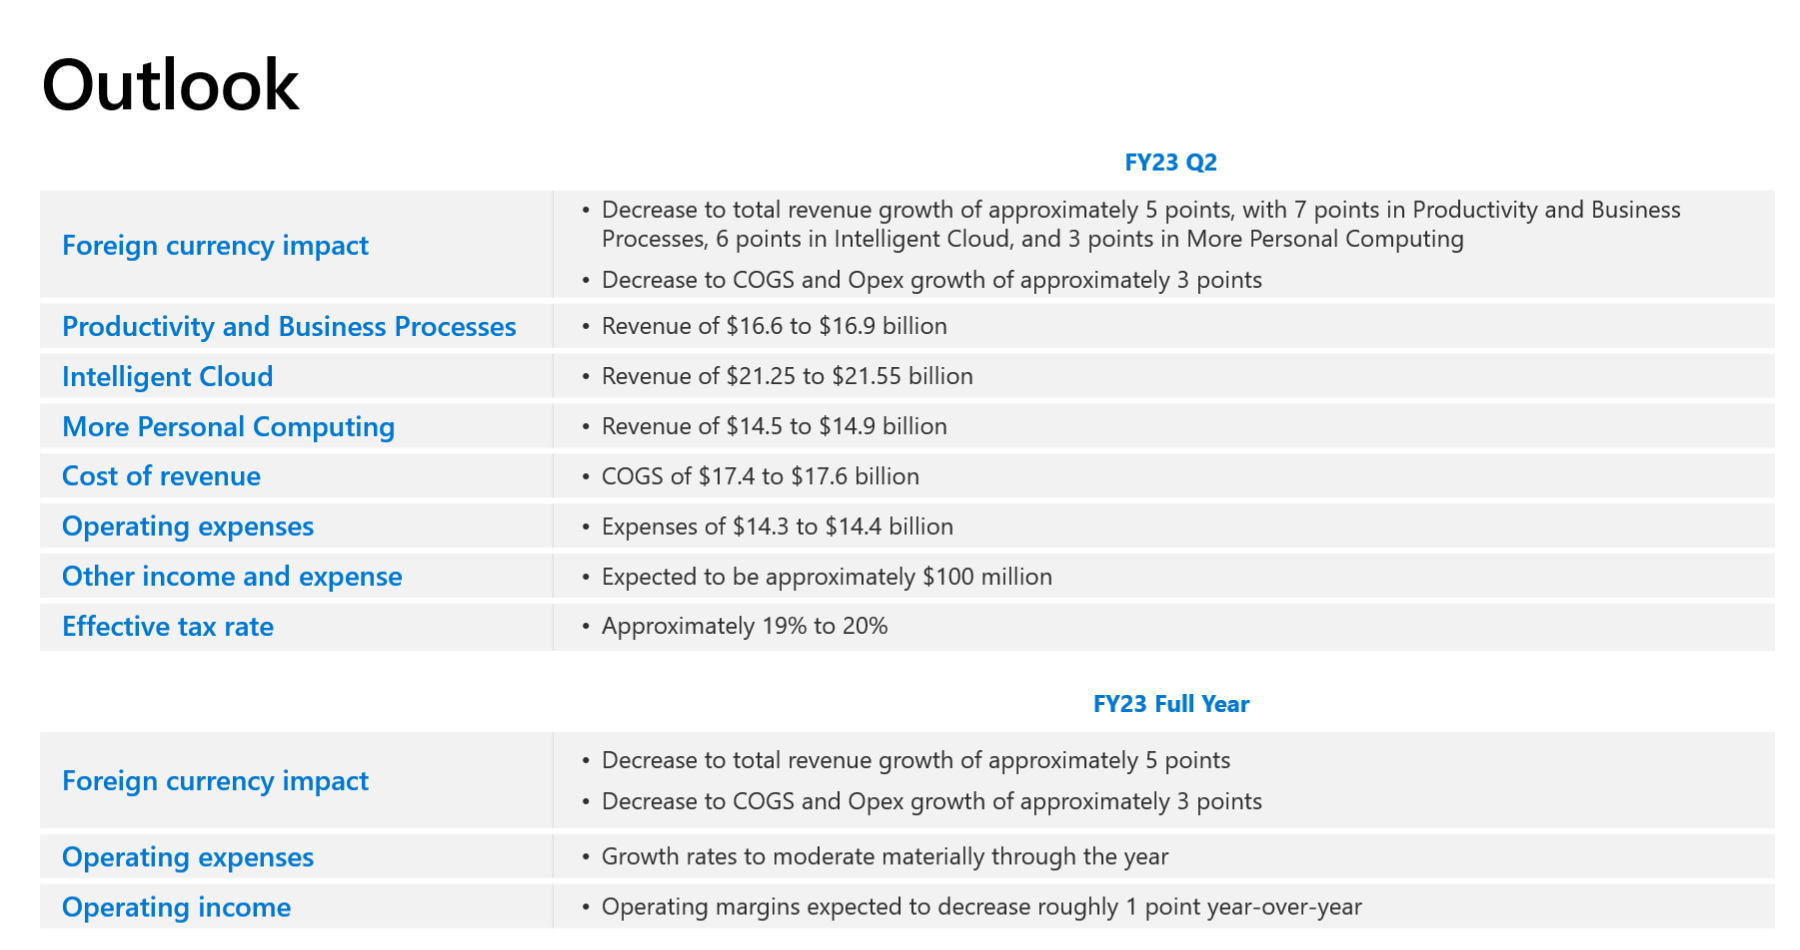 Outlook
FY23 Q2
Foreign currency impact
• Decrease to total revenue growth of approximately 5 points, with 7 points in Productivity and Business
Processes, 6 points in Intelligent Cloud, and 3 points in More Personal Computing
• Decrease to COGS and Opex growth of approximately 3 points
Productivity and Business Processes
• Revenue of $16.6 to $16.9 billion
Intelligent Cloud
• Revenue of $21.25 to $21.55 billion
More Personal Computing
• Revenue of $14.5 to $14.9 billion
Cost of revenue
• COGS of $17.4 to $17.6 billion
Operating expenses
• Expenses of $14.3 to $14.4 billion
Other income and expense
• Expected to be approximately $100 million
Effective tax rate
• Approximately 19% to 20%
FY23 Full Year
Foreign currency impact
• Decrease to total revenue growth of approximately 5 points
• Decrease to COGS and Opex growth of approximately 3 points
Operating expenses
• Growth rates to moderate materially through the year
Operating income
• Operating margins expected to decrease roughly 1 point year-over-year